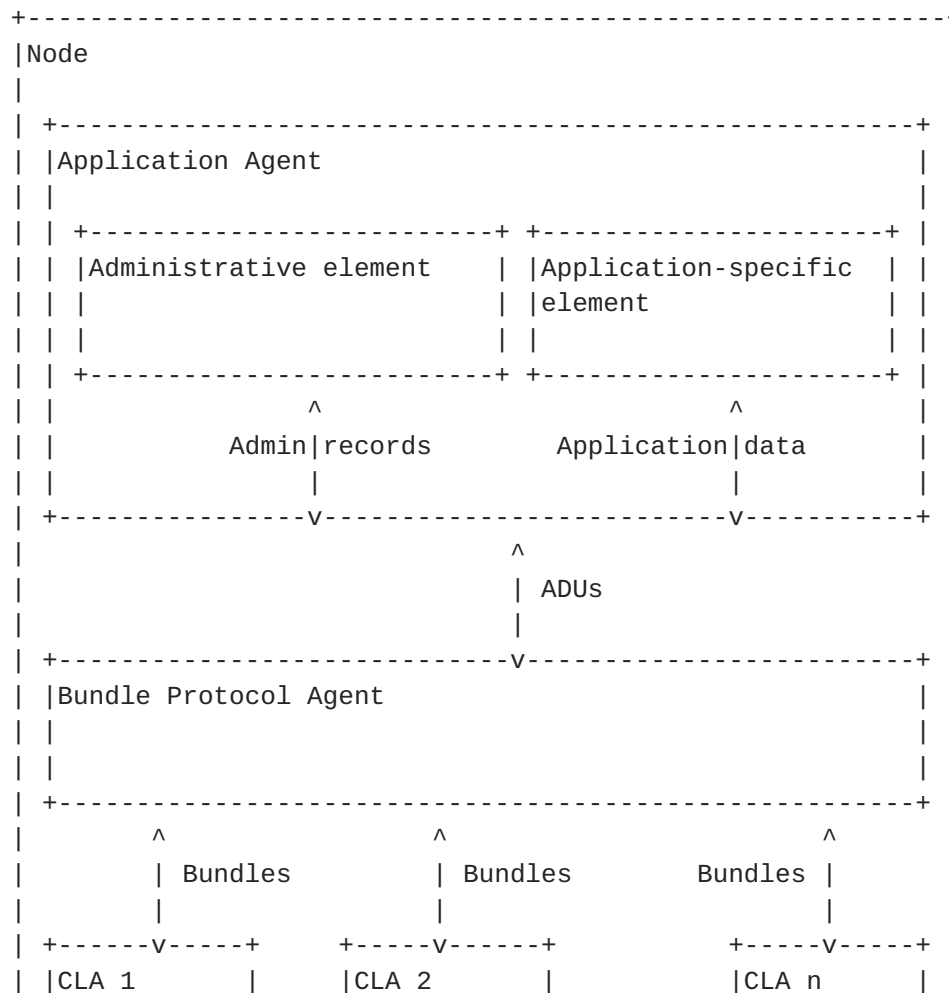 +-----------------------------------------------------------
|Node
|
| +-------------------------------------------------------+
| |Application Agent                                      |
| |                                                       |
| | +--------------------------+ +----------------------+ |
| | |Administrative element    | |Application-specific  | |
| | |                          | |element               | |
| | |                          | |                      | |
| | +--------------------------+ +----------------------+ |
| |                ^                          ^           |
| |           Admin|records        Application|data       |
| |                |                          |           |
| +----------------v--------------------------v-----------+
|                               ^
|                               | ADUs
|                               |
| +-----------------------------v-------------------------+
| |Bundle Protocol Agent                                  |
| |                                                       |
| |                                                       |
| +-------------------------------------------------------+
|        ^                 ^                        ^
|        | Bundles         | Bundles        Bundles |
|        |                 |                        |
| +------v-----+     +-----v------+           +-----v-----+
| |CLA 1       |     |CLA 2       |           |CLA n      |